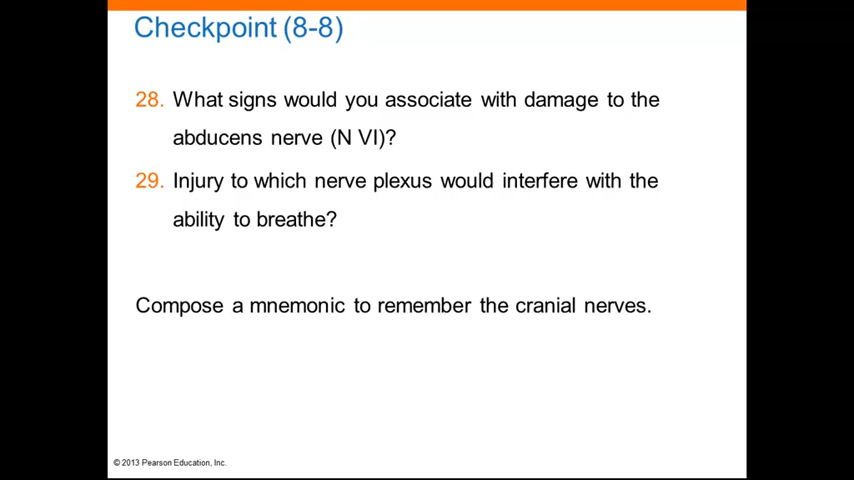 Checkpoint (8-8)
28. What signs would you associate with damage to the
abducens nerve (N VI)?
29. Injury to which nerve plexus would interfere with the
ability to breathe?
Compose a mnemonic to remember the cranial nerves.
© 2013 Pearson Education, Inc.